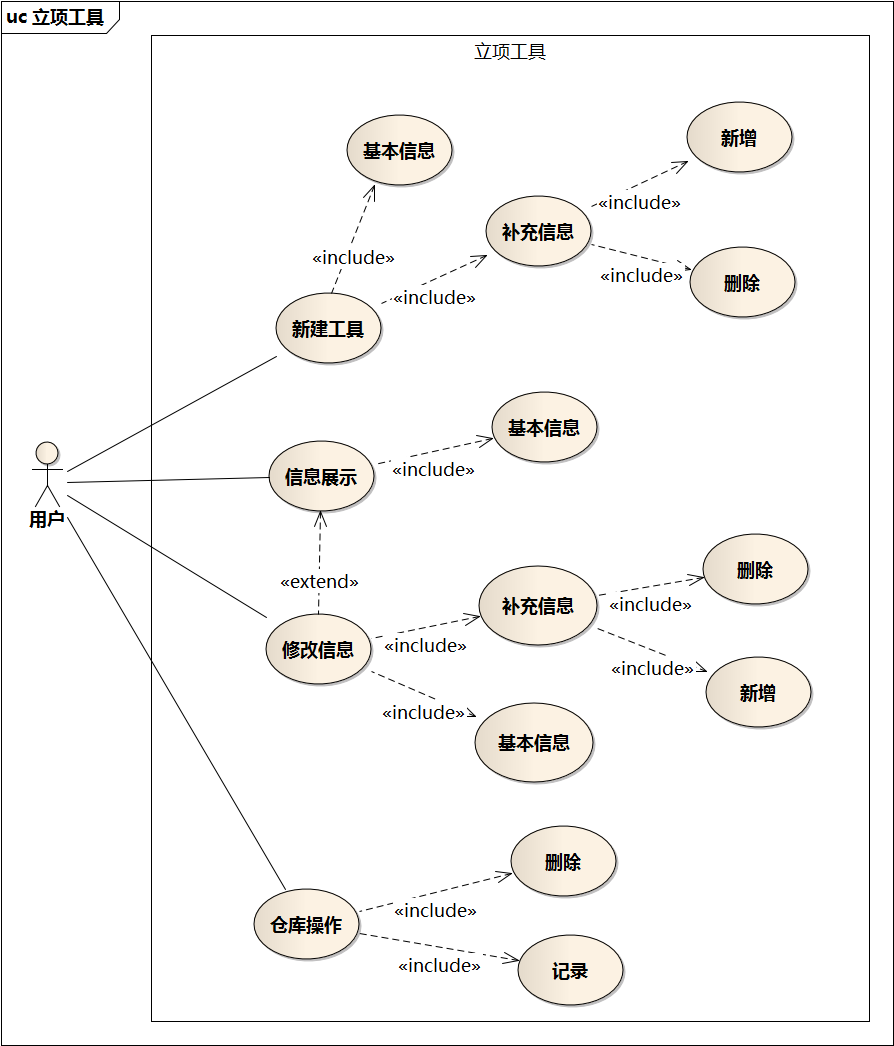 uc 立项工具
立项工具
新增
基本信息
«include»
补充信息
«include»
«include»
删除
«include»
新建工具
基本信息
«include»
信息展示
用户
«extend»
删除
补充信息
«include»
«include»
修改信息
«include»
新增
«include»
基本信息
删除
«include»
仓库操作
«include»
记录